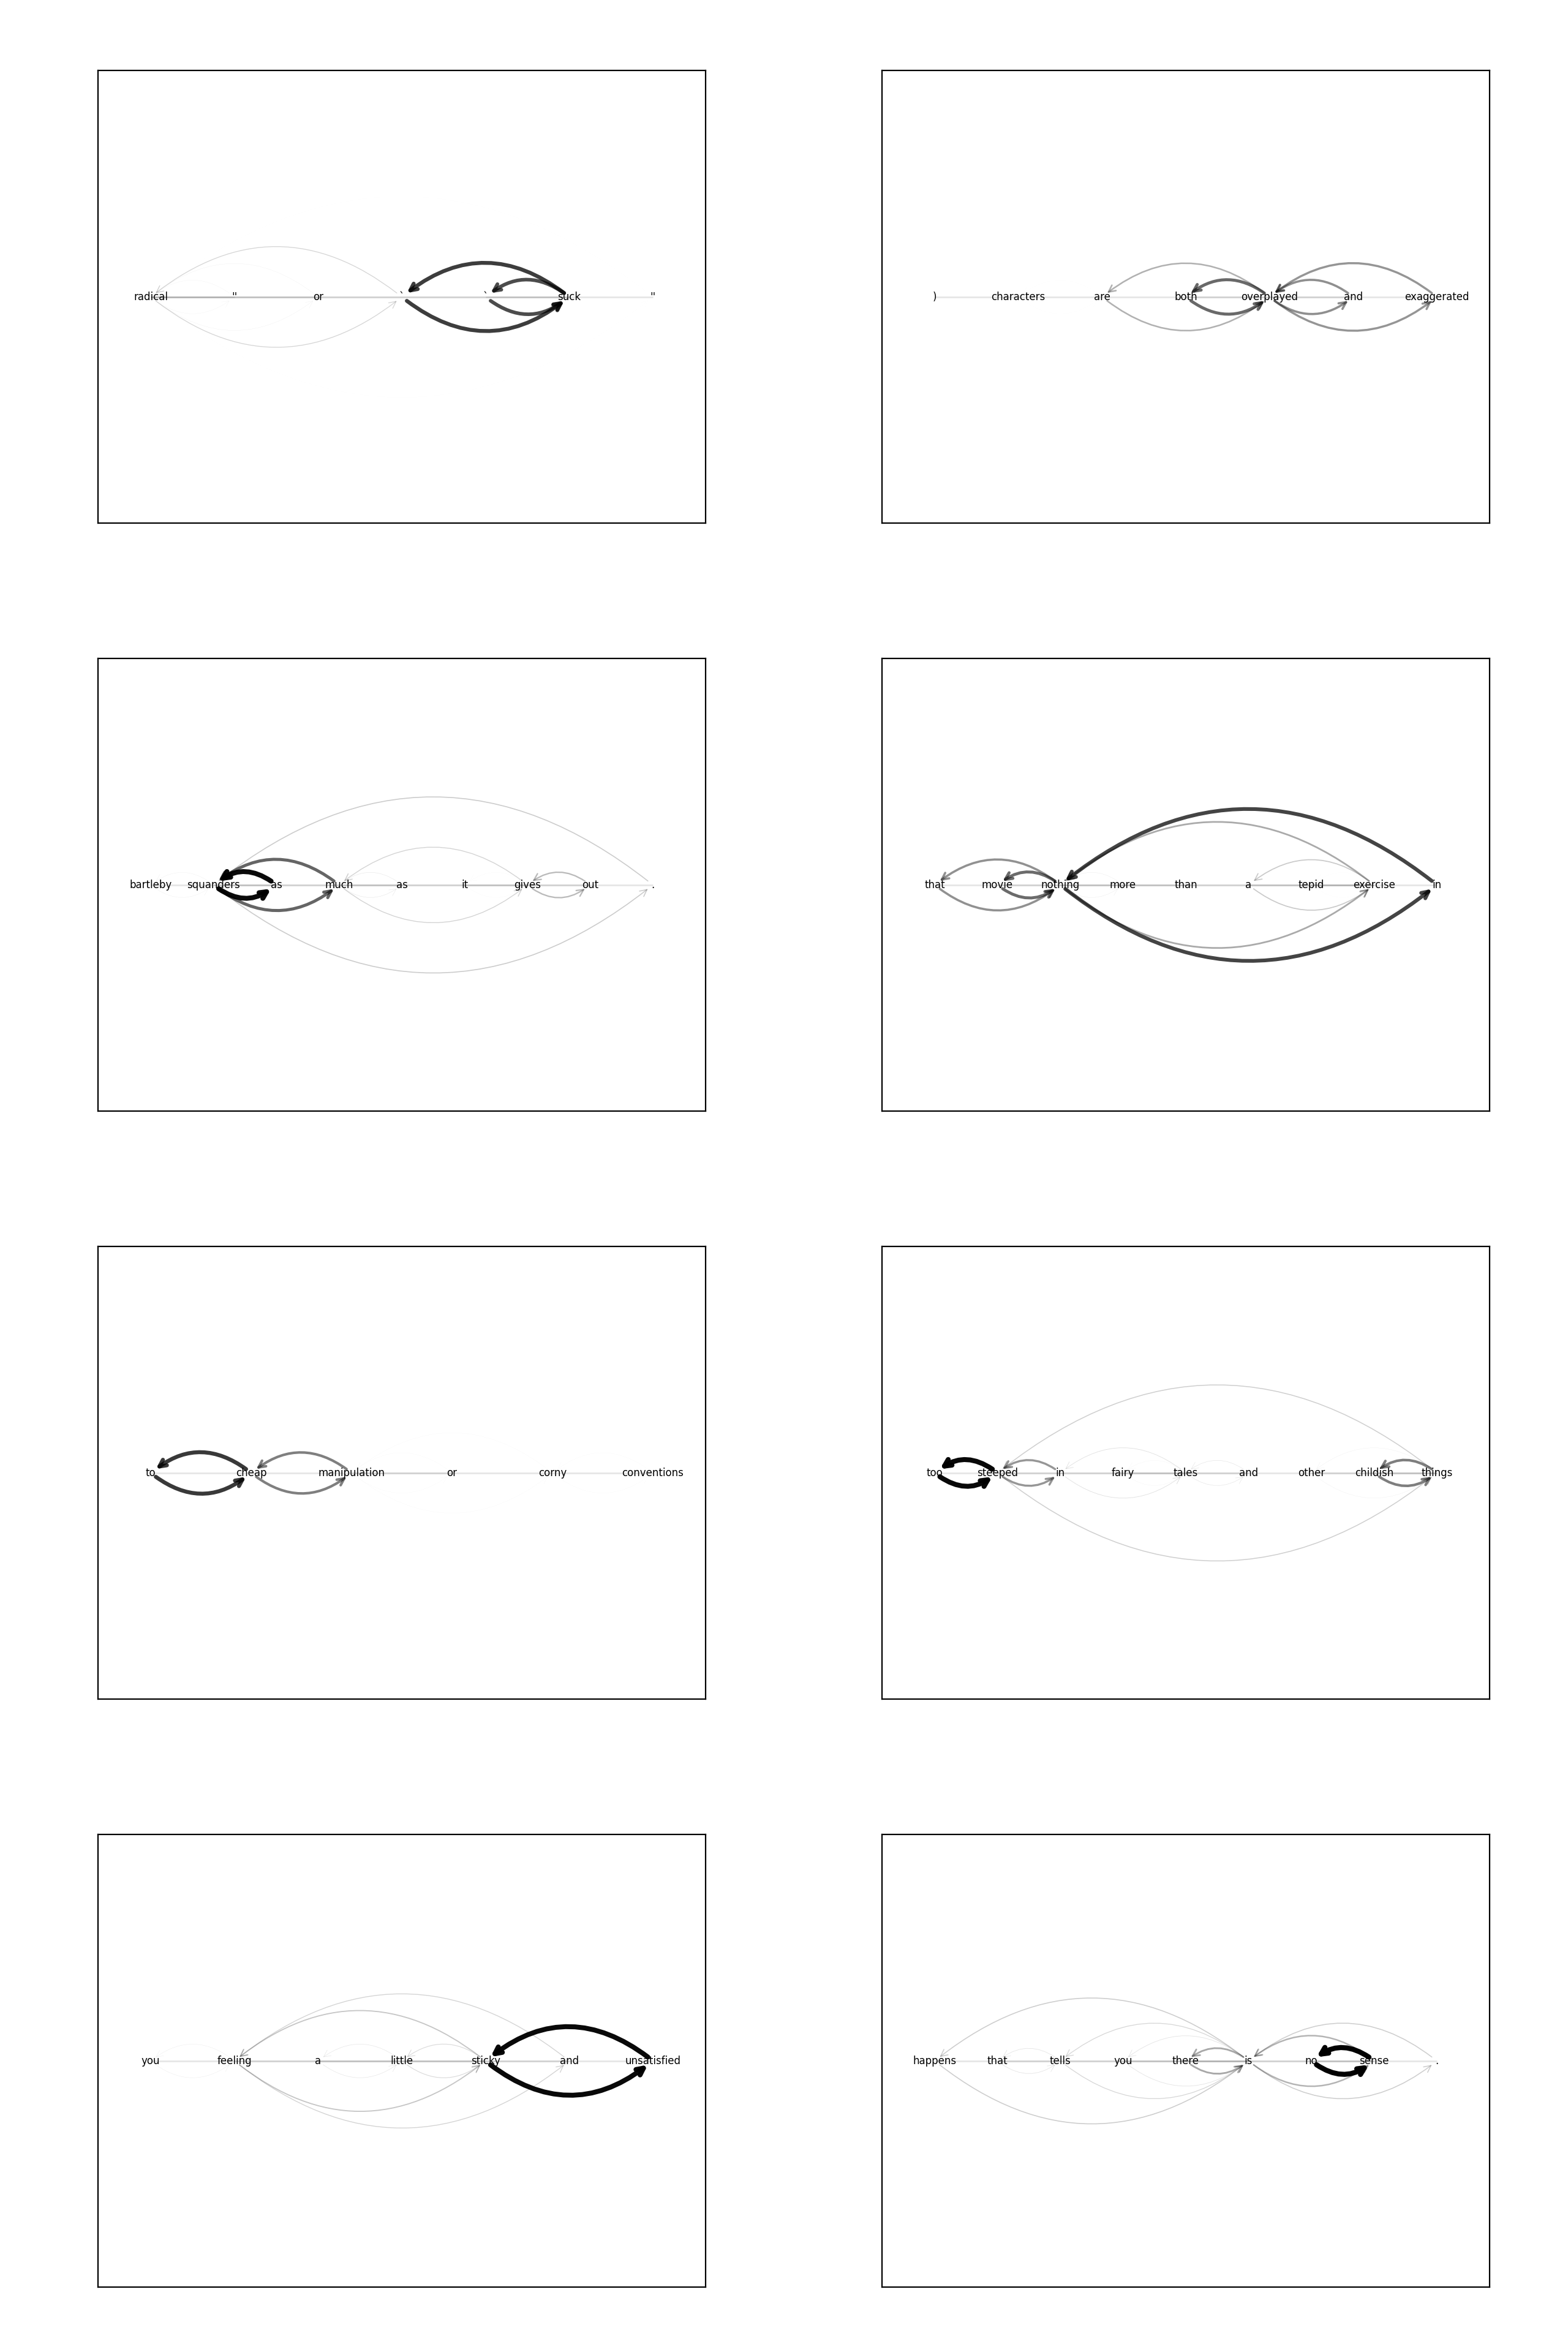 radical " or ` ` suck "
) characters are both overplayed and exaggerated
bartleby squanders as much as it gives out .
that movie nothing more than a tepid exercise in
to cheap manipulation or corny conventions
too steeped in fairy tales and other childish things
you feeling a little sticky and unsatisfied
happens that tells you there is no sense .